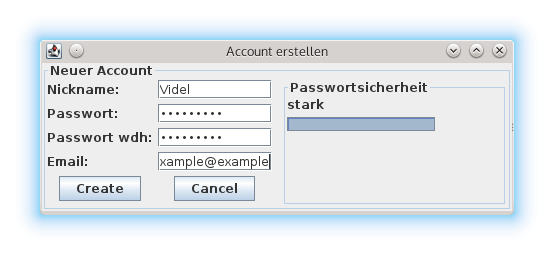 Account erstellen
Neuer Account
Nickname: Videl
Passwort: •••••••••
Passwort wdh: •••••••••
Email: xample@example
Create Cancel
Passwortsicherheit
stark